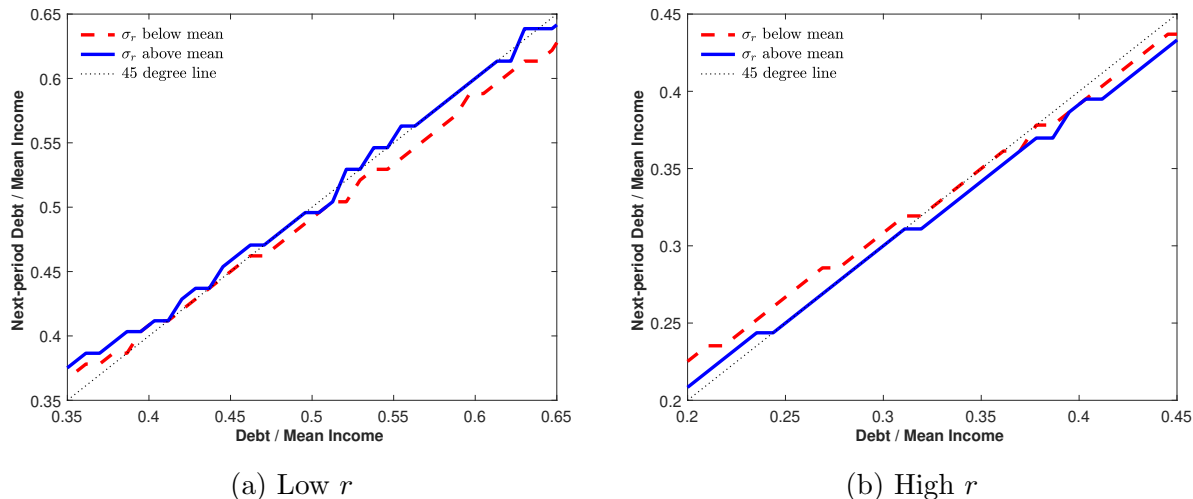 0.65
0.6
0.55
0.5
0.45
0.4
0.35
Next-period Debt / Mean Income
σ_r below mean
σ_r above mean
45 degree line
0.35 0.4 0.45 0.5 0.55 0.6 0.65
Debt / Mean Income
(a) Low r
0.45
0.4
0.35
0.3
0.25
0.2
Next-period Debt / Mean Income
σ_r below mean
σ_r above mean
45 degree line
0.2 0.25 0.3 0.35 0.4 0.45
Debt / Mean Income
(b) High r